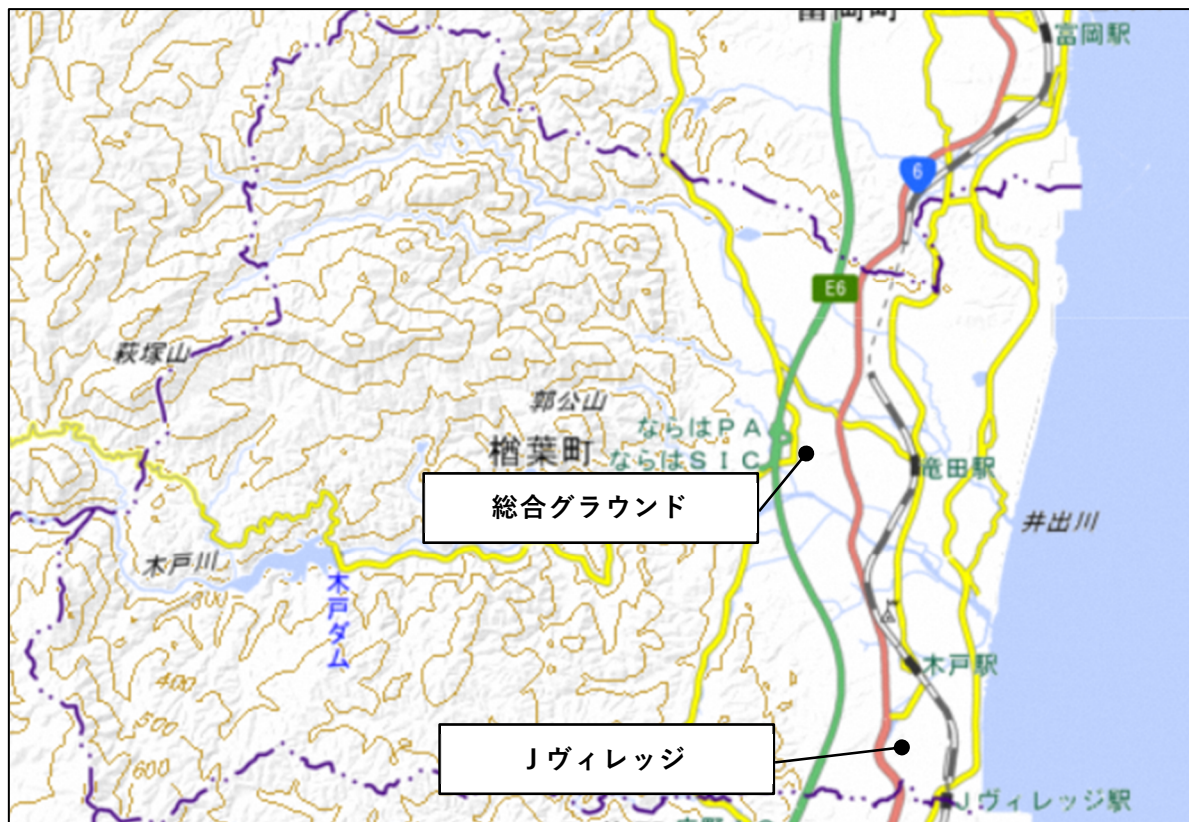 富岡町
富岡駅
6
E6
萩塚山
郭公山
ならはPA
楢葉町
ならはSIC
竜田駅
総合グラウンド
井出川
木戸川
300
木戸ダム
木戸駅
400
500
Jヴィレッジ
600
Jヴィレッジ駅